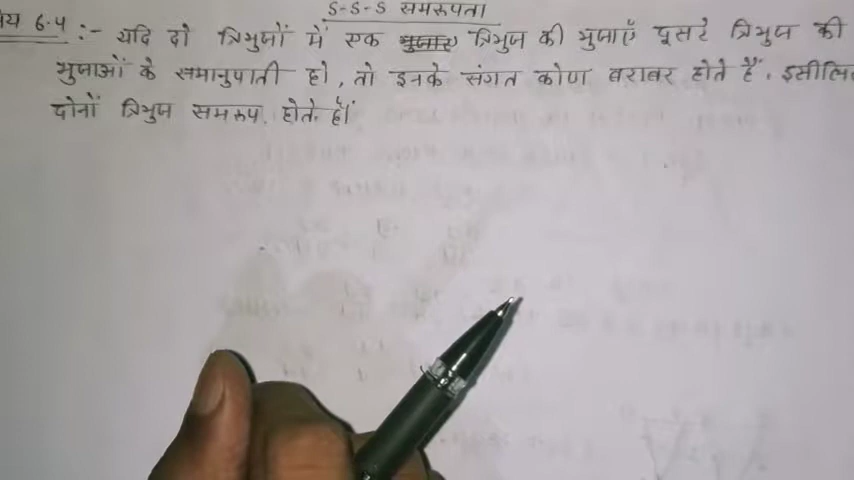 S-S-S समरूपता
मेय 6.4 :- यदि दो त्रिभुजों में एक भुजाए त्रिभुज की भुजाएँ दूसरे त्रिभुज की
भुजाओं के समानुपाती हो, तो इनके संगत कोण बराबर होते हैं. इसीलि
दोनों त्रिभुज समरूप. होते हैं।